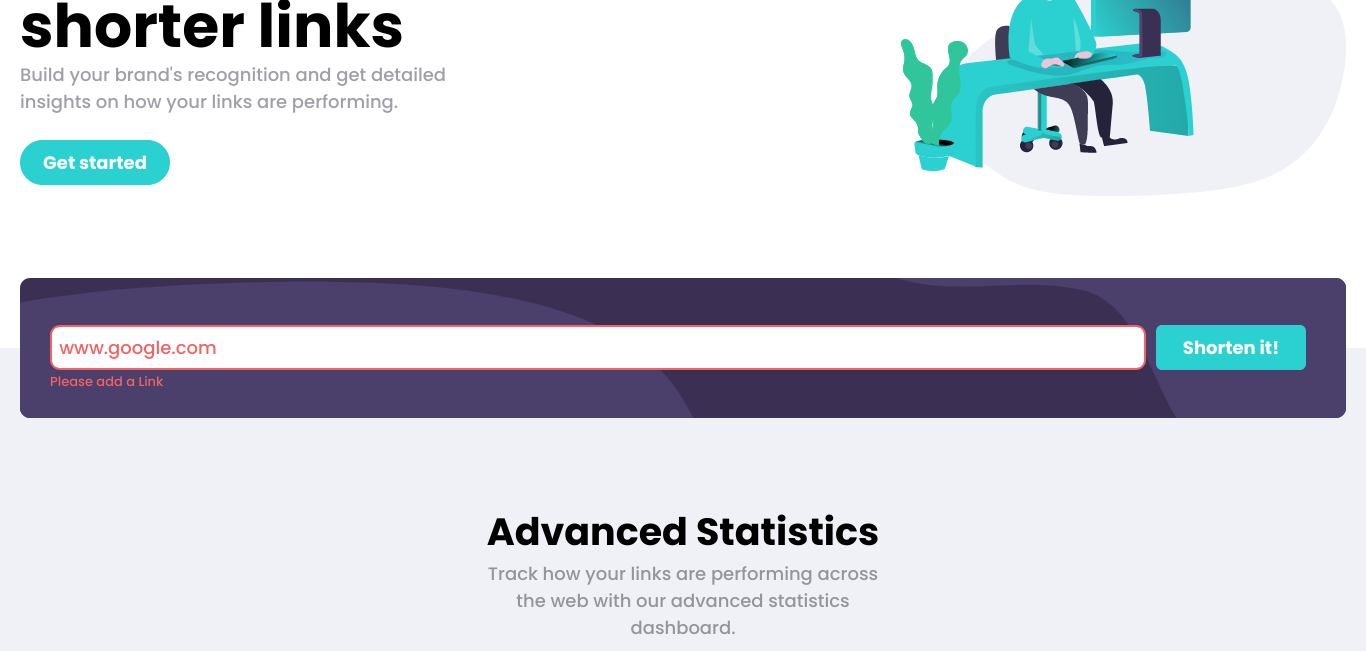 shorter links
Build your brand's recognition and get detailed
insights on how your links are performing.
Get started
www.google.com
Shorten it!
Please add a Link
Advanced Statistics
Track how your links are performing across
the web with our advanced statistics
dashboard.